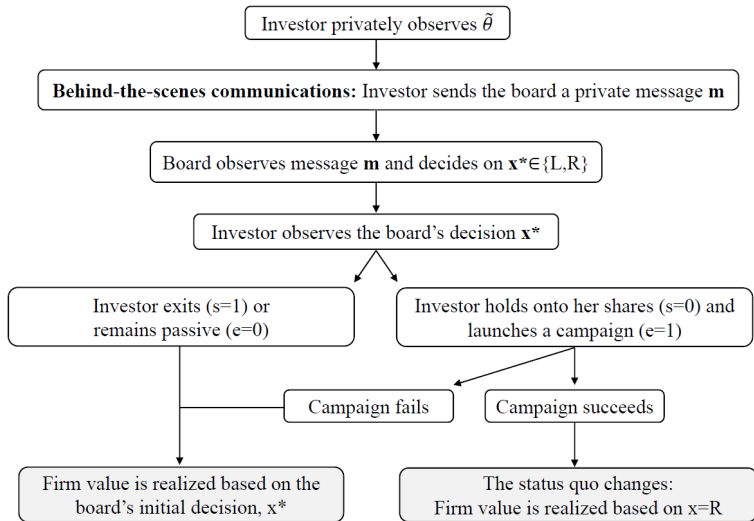 Investor privately observes θ̃
Behind-the-scenes communications: Investor sends the board a private message m
Board observes message m and decides on x*∈{L,R}
Investor observes the board's decision x*
Investor exits (s=1) or
remains passive (e=0)
Investor holds onto her shares (s=0) and
launches a campaign (e=1)
Campaign fails
Campaign succeeds
Firm value is realized based on the
board's initial decision, x*
The status quo changes:
Firm value is realized based on x=R